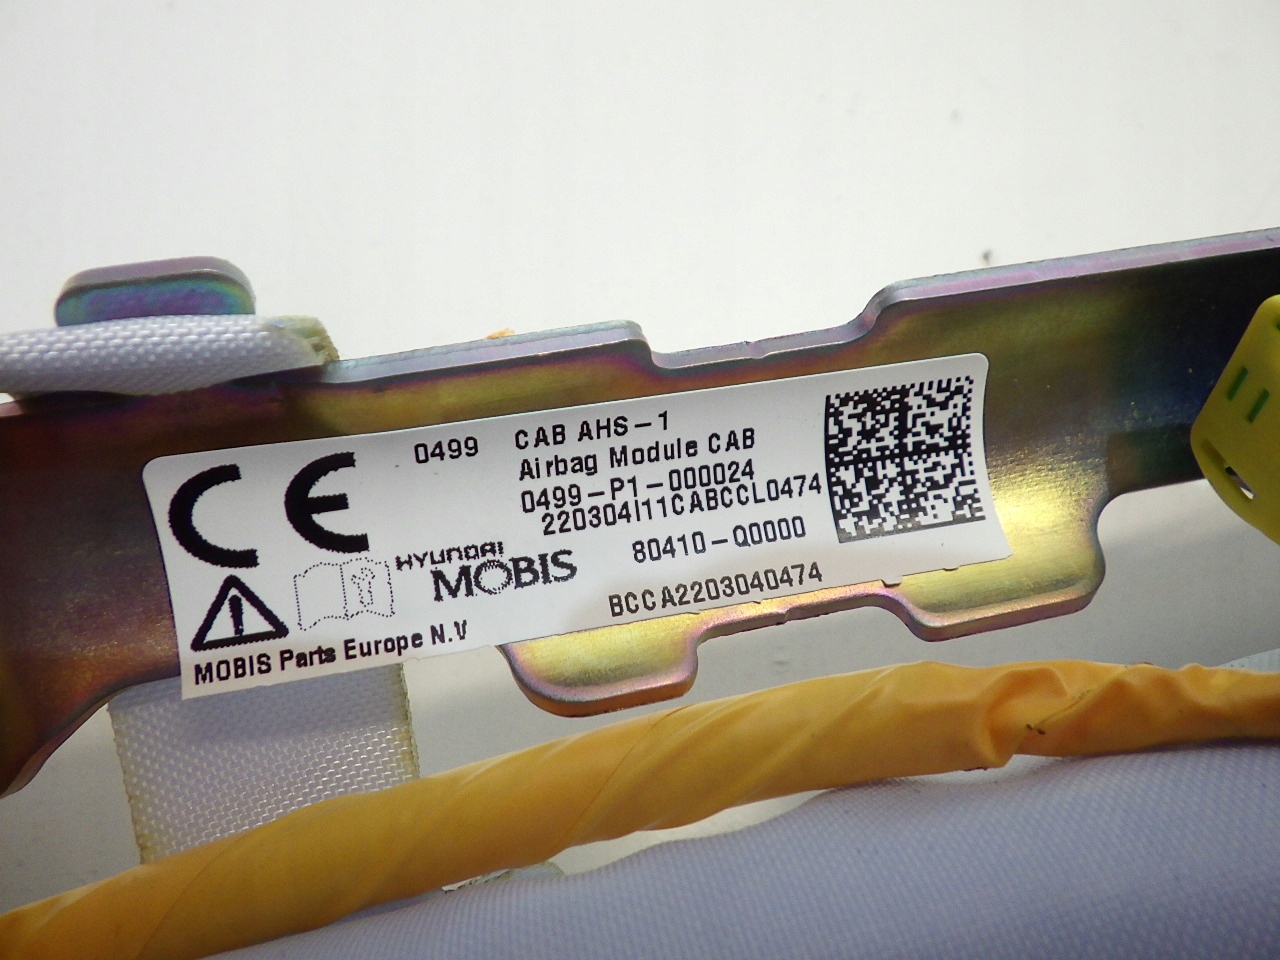 CE 0499 CAB AHS-1
Airbag Module CAB
0499-P1-000024
220304I11CABCCL0474
HYUNDAI
MOBIS 80410-Q0000
BCCA2203040474
MOBIS Parts Europe N.V